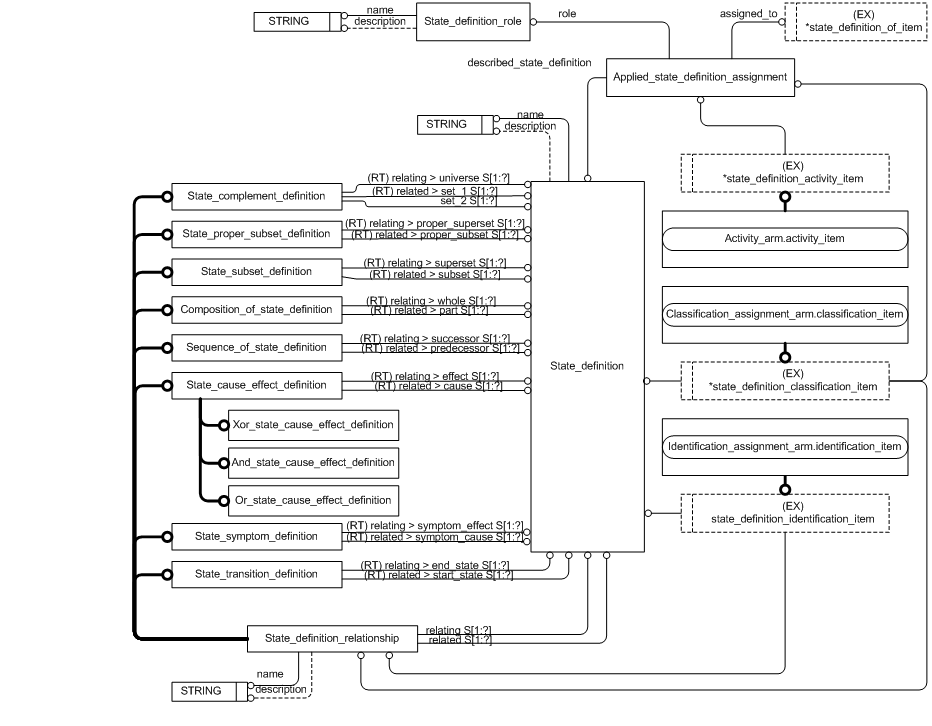 STRING
name
description
State_definition_role
role
assigned_to
(EX)
*state_definition_of_item
described_state_definition
Applied_state_definition_assignment
STRING
name
description
(EX)
*state_definition_activity_item
Activity_arm.activity_item
State_complement_definition
(RT) relating > universe S[1:?]
(RT) related > set_1 S[1:?]
set_2 S[1:?]
State_proper_subset_definition
(RT) relating > proper_superset S[1:?]
(RT) related > proper_subset S[1:?]
State_subset_definition
(RT) relating > superset S[1:?]
(RT) related > subset S[1:?]
Composition_of_state_definition
(RT) relating > whole S[1:?]
(RT) related > part S[1:?]
Classification_assignment_arm.classification_item
Sequence_of_state_definition
(RT) relating > successor S[1:?]
(RT) related > predecessor S[1:?]
State_definition
State_cause_effect_definition
(RT) relating > effect S[1:?]
(RT) related > cause S[1:?]
(EX)
*state_definition_classification_item
Xor_state_cause_effect_definition
And_state_cause_effect_definition
Or_state_cause_effect_definition
Identification_assignment_arm.identification_item
(EX)
state_definition_identification_item
State_symptom_definition
(RT) relating > symptom_effect S[1:?]
(RT) related > symptom_cause S[1:?]
State_transition_definition
(RT) relating > end_state S[1:?]
(RT) related > start_state S[1:?]
State_definition_relationship
relating S[1:?]
related S[1:?]
STRING
name
description